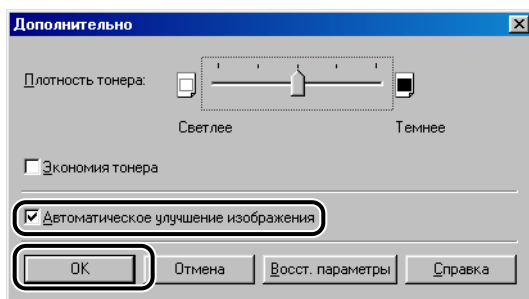 Дополнительно
Плотность тонера:
Светлее Темнее
Экономия тонера
Автоматическое улучшение изображения
OK Отмена Восст. параметры Справка